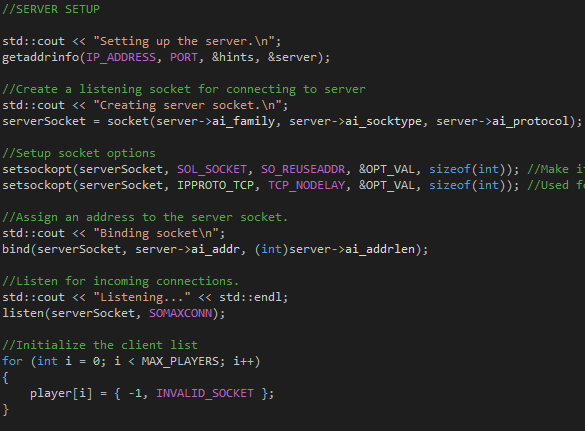 //SERVER SETUP
std::cout << "Setting up the server.\n";
getaddrinfo(IP_ADDRESS, PORT, &hints, &server);
//Create a listening socket for connecting to server
std::cout << "Creating server socket.\n";
serverSocket = socket(server->ai_family, server->ai_socktype, server->ai_protocol);
//Setup socket options
setsockopt(serverSocket, SOL_SOCKET, SO_REUSEADDR, &OPT_VAL, sizeof(int)); //Make
setsockopt(serverSocket, IPPROTO_TCP, TCP_NODELAY, &OPT_VAL, sizeof(int)); //Used
//Assign an address to the server socket.
std::cout << "Binding socket\n";
bind(serverSocket, server->ai_addr, (int)server->ai_addrlen);
//Listen for incoming connections.
std::cout << "Listening..." << std::endl;
listen(serverSocket, SOMAXCONN);
//Initialize the client list
for (int i = 0; i < MAX_PLAYERS; i++)
{
player[i] = { -1, INVALID_SOCKET };
}